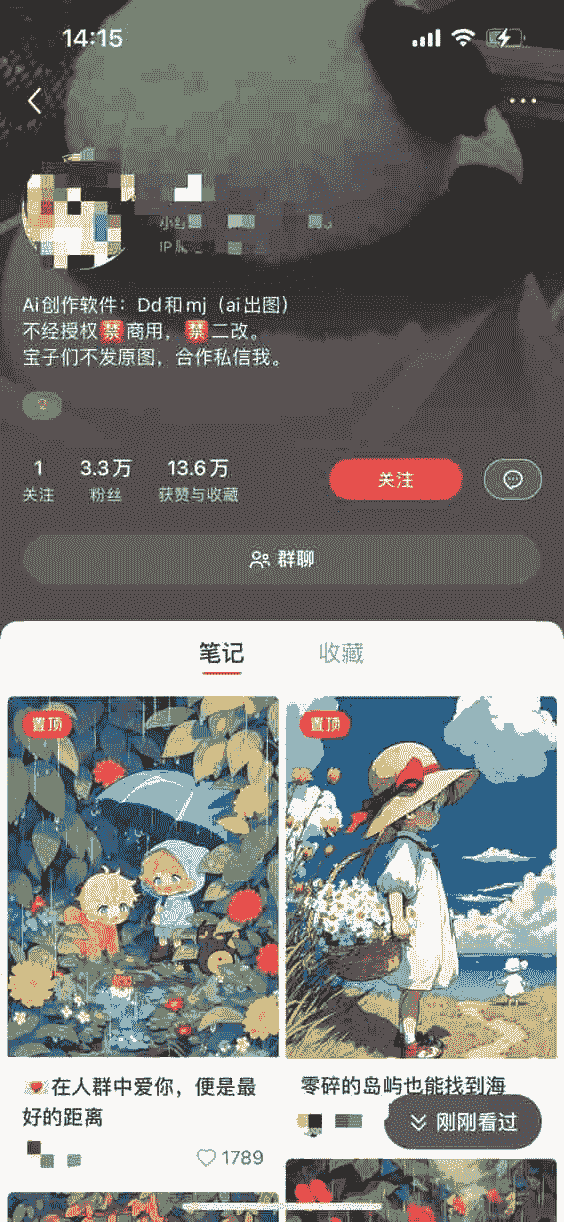 14:15
Ai创作软件：Dd和mj（ai出图）
不经授权禁商用，禁二改。
宝子们不发原图，合作私信我。
2
1 3.3万 13.6万
关注 粉丝 获赞与收藏
关注
群聊
笔记 收藏
置顶 置顶
💌在人群中爱你，便是最
好的距离
1789
零碎的岛屿也能找到海
刚刚看过